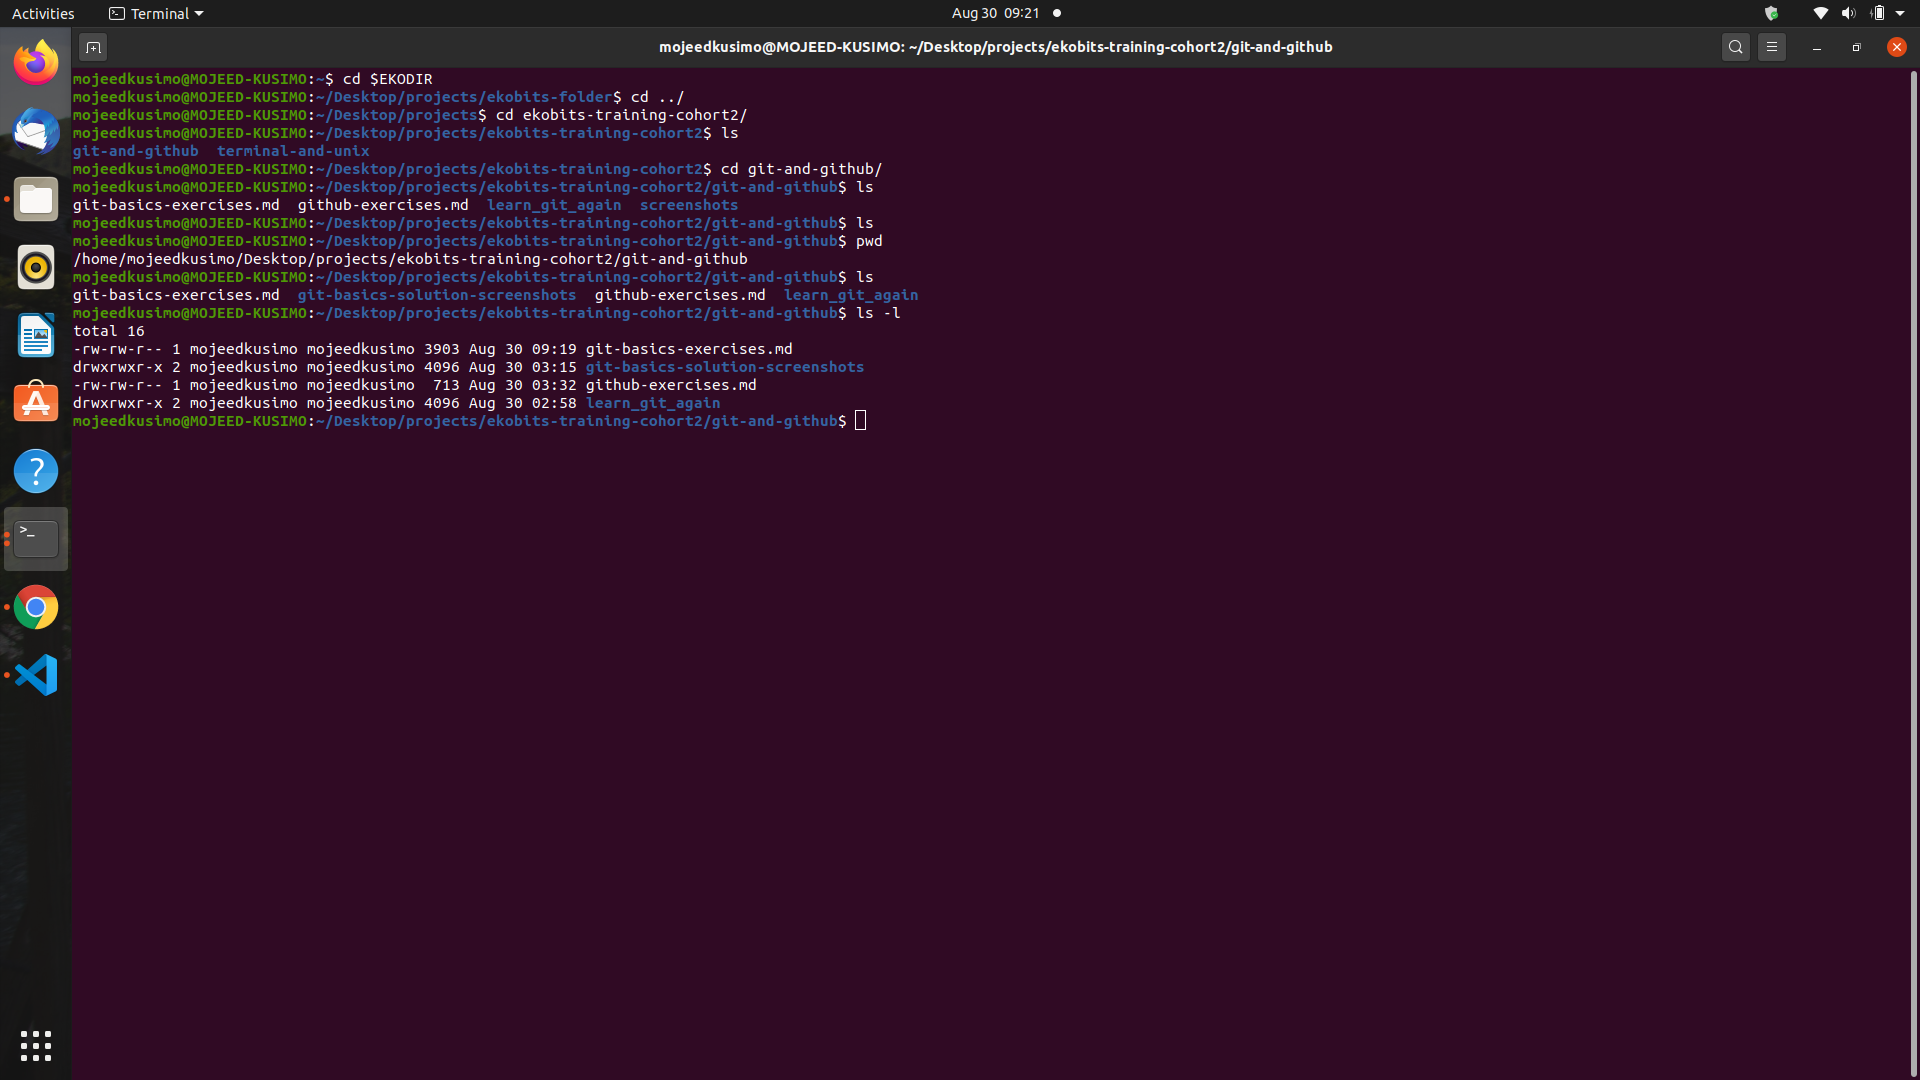 Activities Terminal Aug 30 09:21
mojeedkusimo@MOJEED-KUSIMO: ~/Desktop/projects/ekobits-training-cohort2/git-and-github
mojeedkusimo@MOJEED-KUSIMO:~$ cd $EKODIR
mojeedkusimo@MOJEED-KUSIMO:~/Desktop/projects/ekobits-folder$ cd ../
mojeedkusimo@MOJEED-KUSIMO:~/Desktop/projects$ cd ekobits-training-cohort2/
mojeedkusimo@MOJEED-KUSIMO:~/Desktop/projects/ekobits-training-cohort2$ ls
git-and-github  terminal-and-unix
mojeedkusimo@MOJEED-KUSIMO:~/Desktop/projects/ekobits-training-cohort2$ cd git-and-github/
mojeedkusimo@MOJEED-KUSIMO:~/Desktop/projects/ekobits-training-cohort2/git-and-github$ ls
git-basics-exercises.md  github-exercises.md  learn_git_again  screenshots
mojeedkusimo@MOJEED-KUSIMO:~/Desktop/projects/ekobits-training-cohort2/git-and-github$ ls
mojeedkusimo@MOJEED-KUSIMO:~/Desktop/projects/ekobits-training-cohort2/git-and-github$ pwd
/home/mojeedkusimo/Desktop/projects/ekobits-training-cohort2/git-and-github
mojeedkusimo@MOJEED-KUSIMO:~/Desktop/projects/ekobits-training-cohort2/git-and-github$ ls
git-basics-exercises.md  git-basics-solution-screenshots  github-exercises.md  learn_git_again
mojeedkusimo@MOJEED-KUSIMO:~/Desktop/projects/ekobits-training-cohort2/git-and-github$ ls -l
total 16
-rw-rw-r-- 1 mojeedkusimo mojeedkusimo 3903 Aug 30 09:19 git-basics-exercises.md
drwxrwxr-x 2 mojeedkusimo mojeedkusimo 4096 Aug 30 03:15 git-basics-solution-screenshots
-rw-rw-r-- 1 mojeedkusimo mojeedkusimo  713 Aug 30 03:32 github-exercises.md
drwxrwxr-x 2 mojeedkusimo mojeedkusimo 4096 Aug 30 02:58 learn_git_again
mojeedkusimo@MOJEED-KUSIMO:~/Desktop/projects/ekobits-training-cohort2/git-and-github$